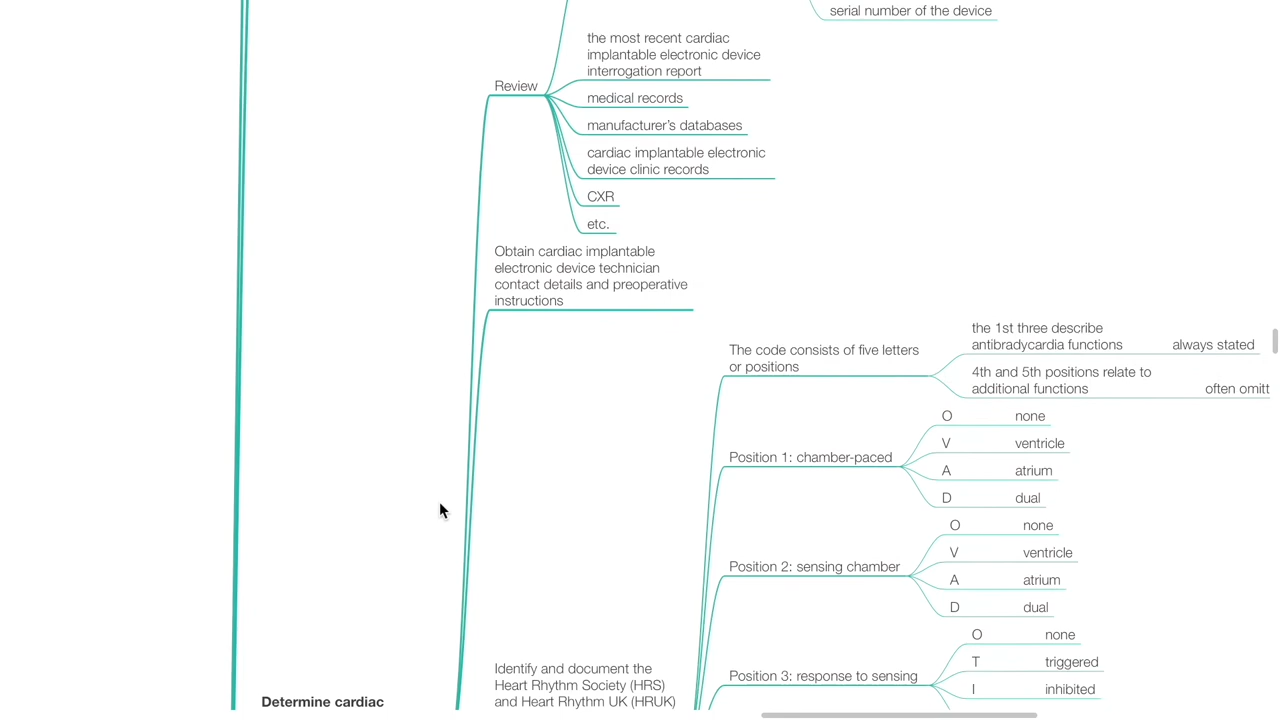 serial number of the device
the most recent cardiac
implantable electronic device
interrogation report
Review
medical records
manufacturer's databases
cardiac implantable electronic
device clinic records
CXR
etc.
Obtain cardiac implantable
electronic device technician
contact details and preoperative
instructions
The code consists of five letters
or positions
the 1st three describe
antibradycardia functions always stated
4th and 5th positions relate to
additional functions often omitt
Position 1: chamber-paced
O none
V ventricle
A atrium
D dual
Position 2: sensing chamber
O none
V ventricle
A atrium
D dual
Position 3: response to sensing
O none
T triggered
I inhibited
Identify and document the
Heart Rhythm Society (HRS)
and Heart Rhythm UK (HRUK)
Determine cardiac